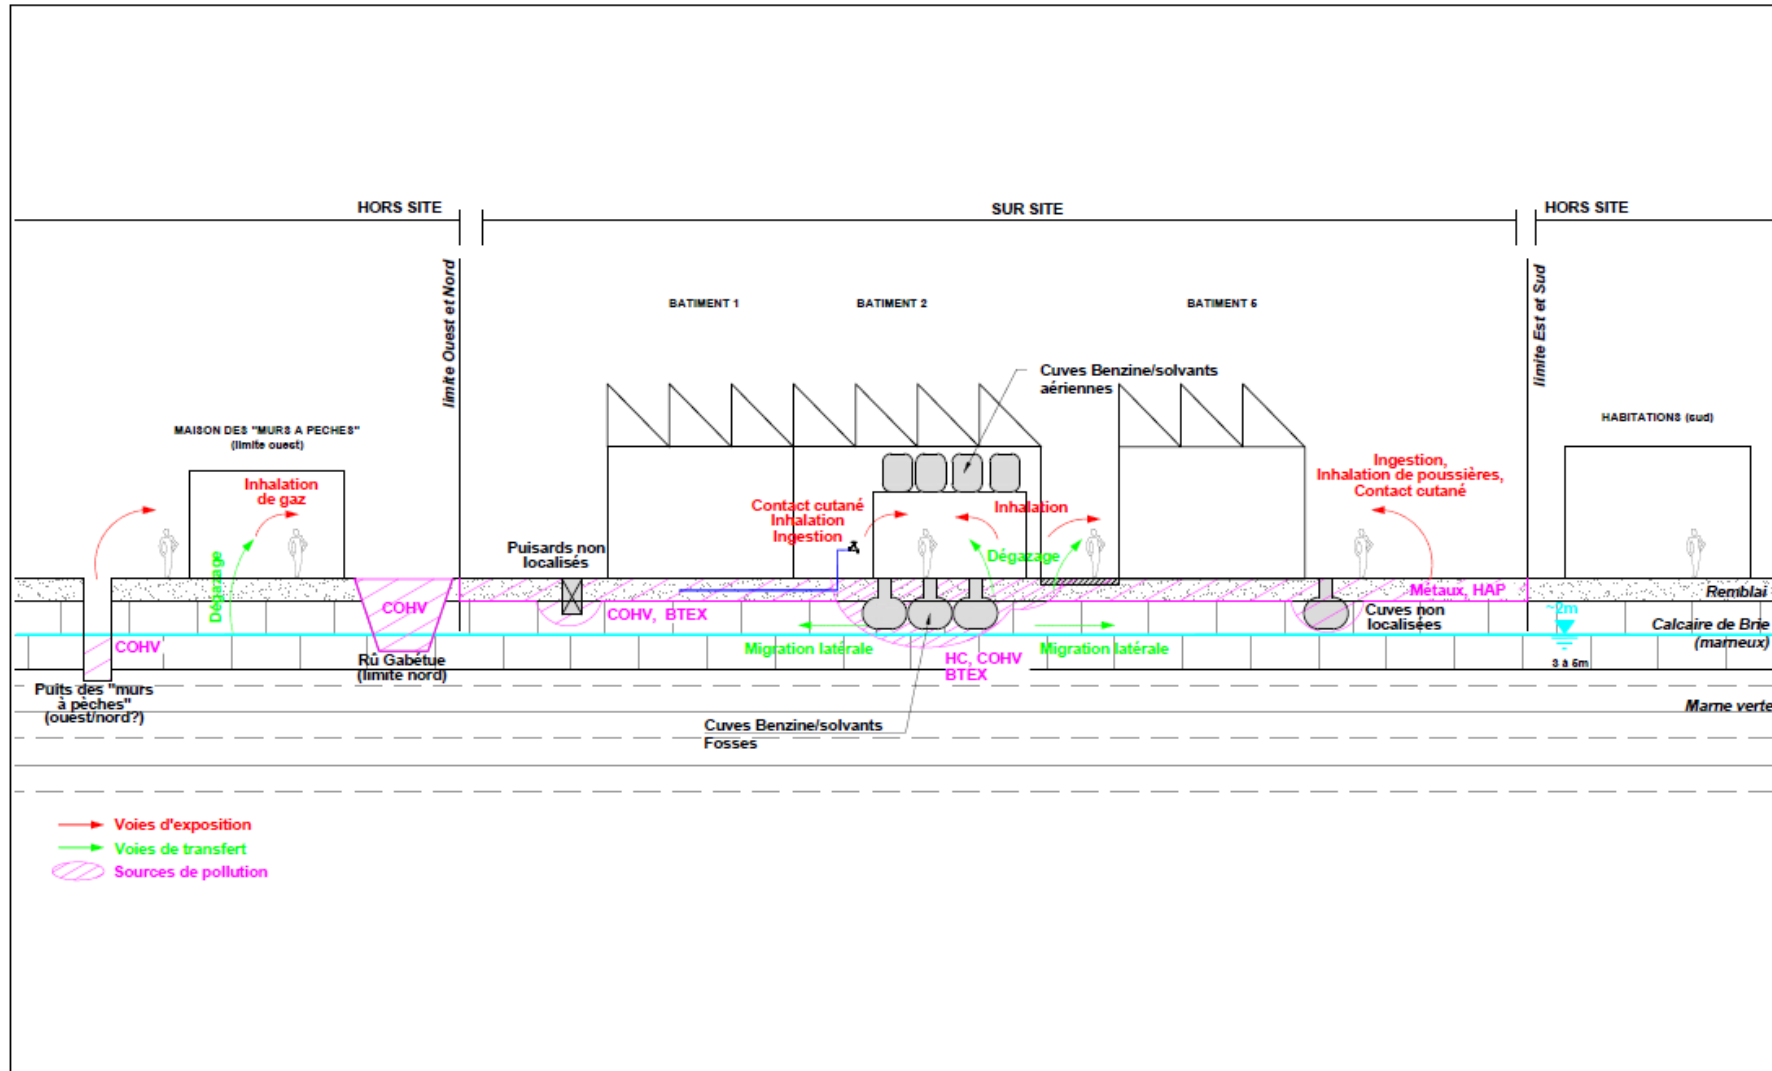 HORS SITE
SUR SITE
HORS SITE
limite Ouest et Nord
limite Est et Sud
BATIMENT 1
BATIMENT 2
BATIMENT 5
Cuves Benzine/solvants
aériennes
MAISON DES "MURS A PECHES"
(limite ouest)
HABITATIONS (sud)
Inhalation
de gaz
Contact cutané
Inhalation
Ingestion
Inhalation
Ingestion,
Inhalation de poussières,
Contact cutané
Puisards non
localisés
Dégazage
Dégazage
COHV
COHV, BTEX
Métaux, HAP
Remblai
Cuves non
localisées
~2m
Calcaire de Brie
(marneux)
COHV
Migration latérale
Migration latérale
HC, COHV
BTEX
Rû Gabétue
(limite nord)
3 à 5m
Puits des "murs
à pèches"
(ouest/nord?)
Marne verte
Cuves Benzine/solvants
Fosses
Voies d'exposition
Voies de transfert
Sources de pollution